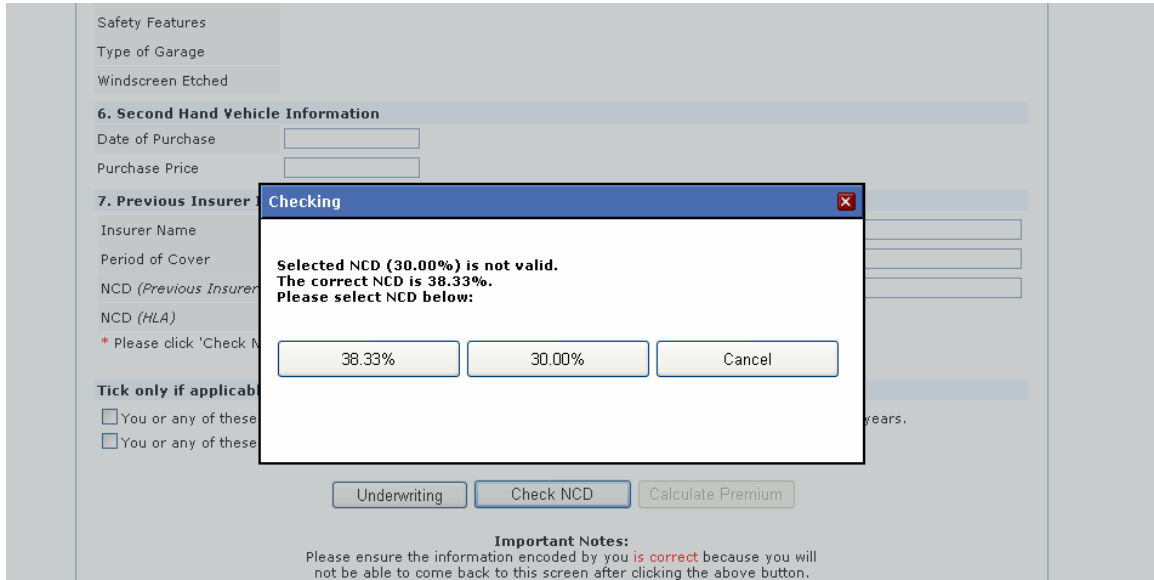 Safety Features
Type of Garage
Windscreen Etched
6. Second Hand Vehicle Information
Date of Purchase
Purchase Price
7. Previous Insurer
Checking
Insurer Name
Period of Cover
NCD (Previous Insurer
NCD (HLA)
* Please click 'Check
Selected NCD (30.00%) is not valid.
The correct NCD is 38.33%.
Please select NCD below:
38.33% 30.00% Cancel
Tick only if
You or any of these years.
You or any of these
Underwriting Check NCD Calculate Premium
Important Notes:
Please ensure the information encoded by you is correct because you will
not be able to come back to this screen after clicking the above button.